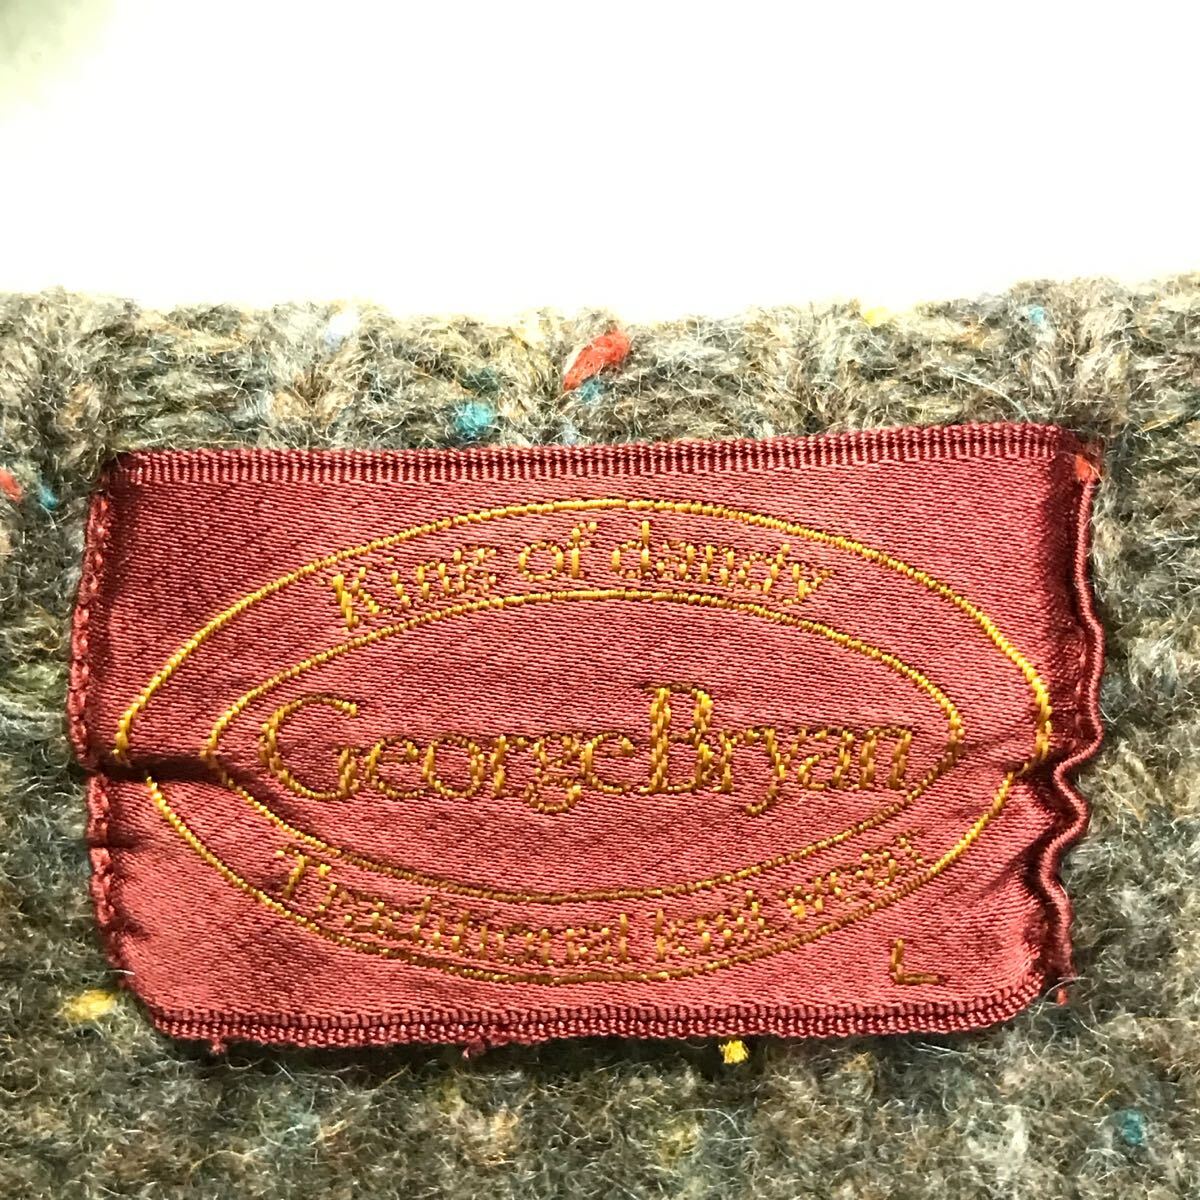 King of dandy
GeorgeBryan
Traditional knit wear
L